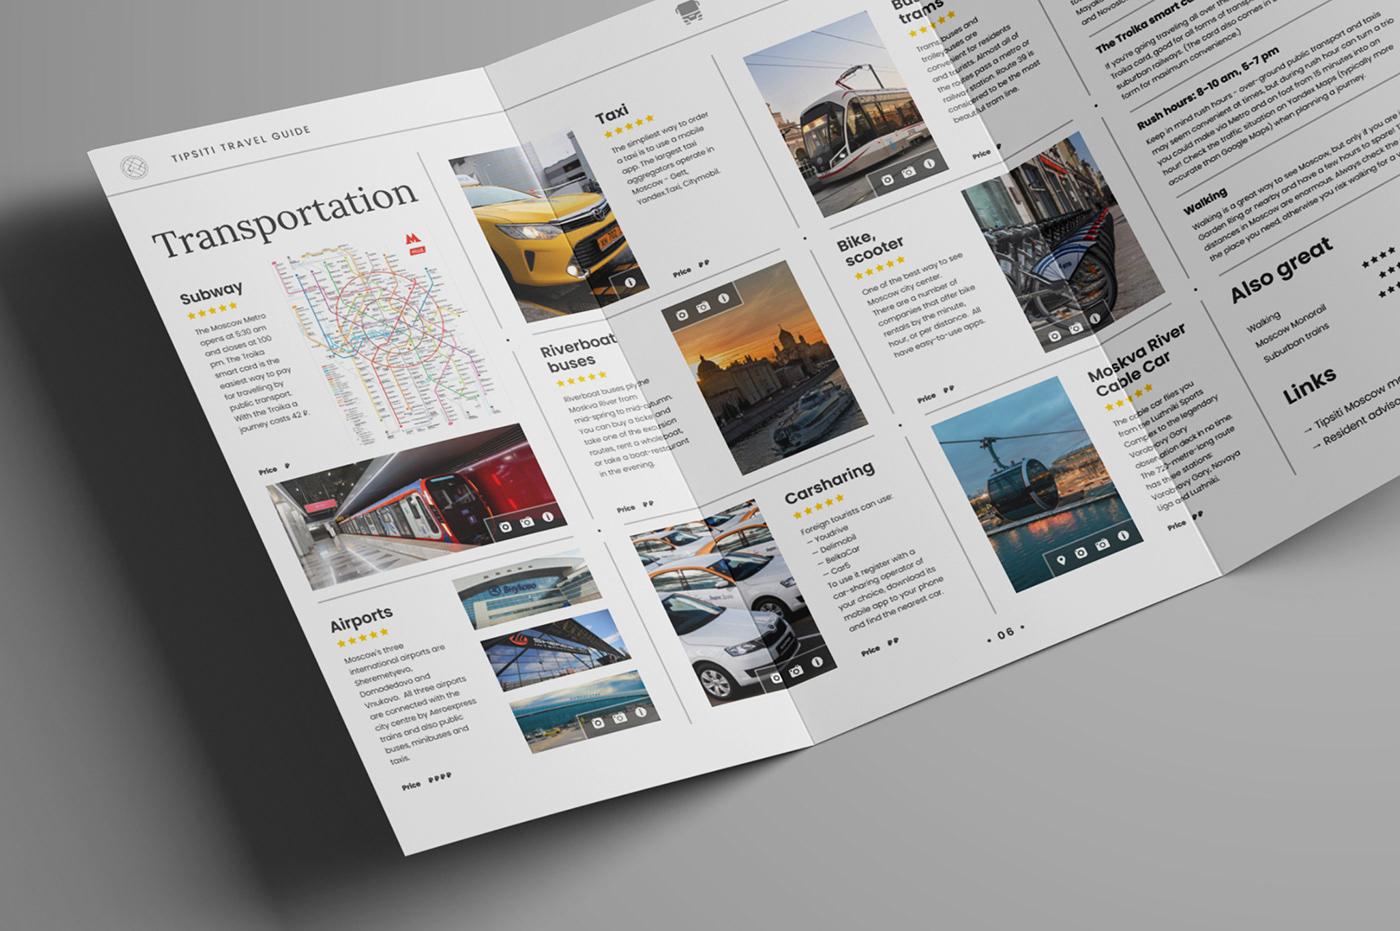 TIPSITI TRAVEL GUIDE
Transportation
Subway
The Moscow Metro
opens at 5:30 am
and closes at 1:00
pm. The Troika
smart card is the
easiest way to pay
for travelling by
public transport.
With the Troika a
journey costs 42 ₽.
Price ₽
Airports
Moscow's three
international airports are
Sheremetyevo,
Domodedovo and
Vnukovo. All three airports
are connected with the
city centre by Aeroexpress
trains and also public
buses, minibuses and
taxis.
Price ₽₽₽₽
Taxi
The simpliest way to order
a taxi is to use a mobile
app. The largest taxi
aggregators operate in
Moscow - Gett,
Yandex.Taxi, Citymobil.
Price ₽₽
Riverboat
buses
Riverboat buses ply the
Moskva River from
mid-spring to mid-autumn.
You can buy a ticket and
take one of the excursion
routes, rent a whole boat,
or take a boat-restaurant
in the evening.
Price ₽₽
Carsharing
Foreign tourists can use:
— Youdrive
— Delimobil
— BelkaCar
— Car5
To use it register with a
car-sharing operator of
your choice, download its
mobile app to your phone
and find the nearest car.
Price ₽₽
trams
Trams, buses and
trolleybuses are
convenient for residents
and tourists. Almost all of
the routes pass a metro or
railway station. Route 39 is
considered to be the most
beautiful tram line.
Price
Bike,
scooter
One of the best way to see
Moscow city center.
There are a number of
companies that offer bike
rentals by the minute, per
hour, or per distance. All
have easy-to-use apps.
Price ₽₽
Moskva River
Cable Car
The cable car flies you
from the Luzhniki Sports
Complex to the legendary
Vorobyovy Gory
observation deck in no time.
The 720-metre-long route
has three stations:
Vorobyovy Gory, Novaya
Liga and Luzhniki.
Price ₽₽
• 06 •
The Troika smart
If you're going traveling all over the
Troika card, good for all forms of
suburban railways. (The card also comes in
form for maximum convenience.)
Rush hours: 8-10 am, 5-7 pm
Keep in mind rush hours - over-ground public transport and taxis
may seem convenient at times, but during rush hour can turn a trip
you could make via Metro and on foot from 15 minutes into an
hour! Check the traffic situation on Yandex Maps (typically more
accurate than Google Maps) when planning a journey.
Walking
Walking is a great way to see Moscow, but only if you are
Garden Ring or nearby and have a few hours to spare
distances in Moscow are enormous. Always check the
the place you need, otherwise you risk walking for
Also great
Walking
Moscow Monorail
Suburban trains
Links
→ Tipsiti Moscow
→ Resident